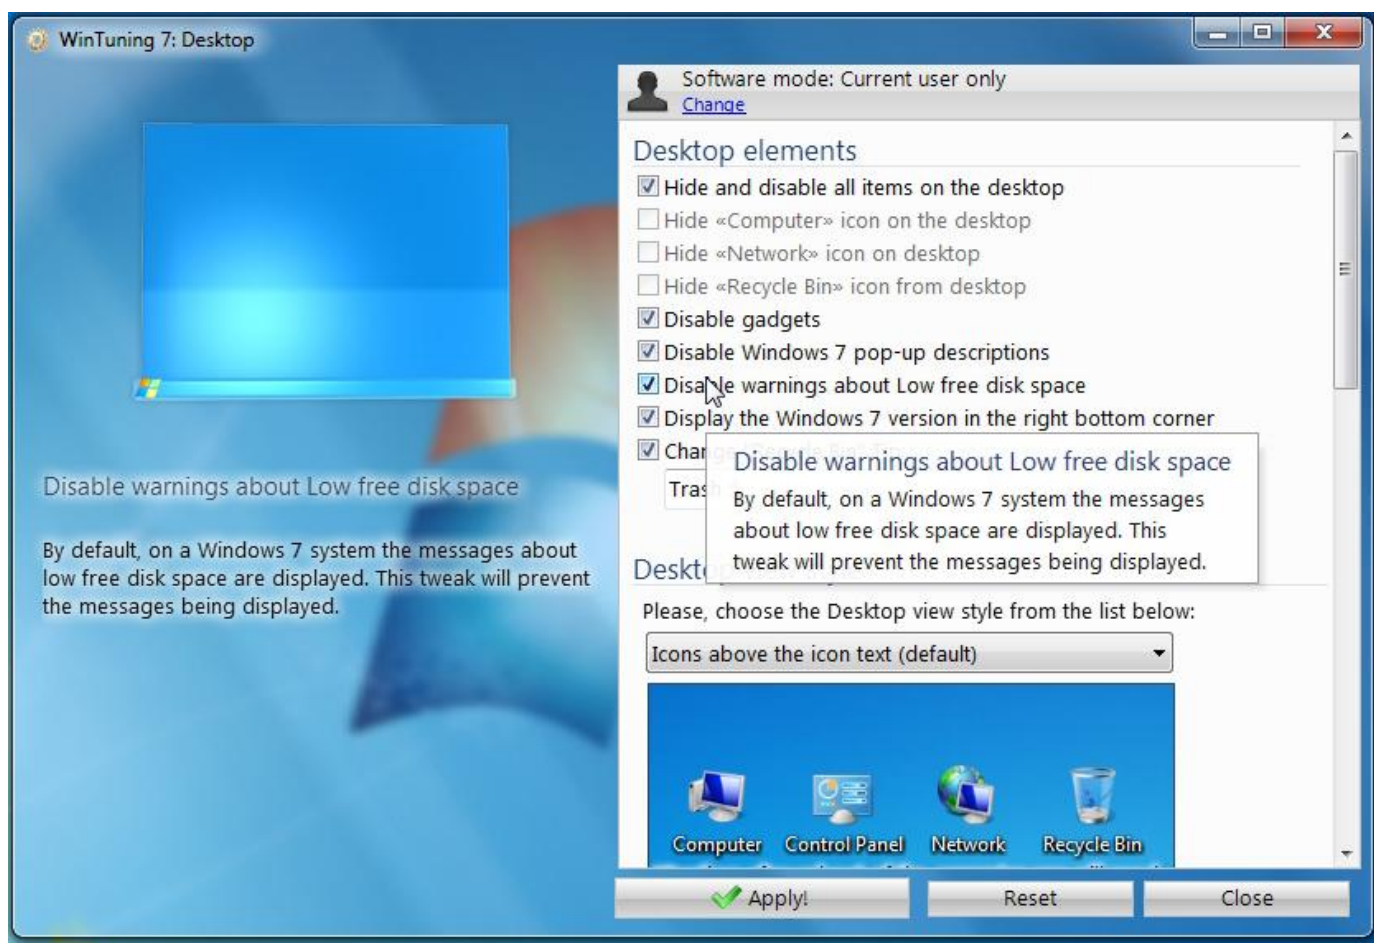 WinTuning 7: Desktop
Software mode: Current user only
Change
Desktop elements
Hide and disable all items on the desktop
Hide «Computer» icon on the desktop
Hide «Network» icon on desktop
Hide «Recycle Bin» icon from desktop
Disable gadgets
Disable Windows 7 pop-up descriptions
Disable warnings about Low free disk space
Display the Windows 7 version in the right bottom corner
Disable warnings about Low free disk space
By default, on a Windows 7 system the messages
about low free disk space are displayed. This
tweak will prevent the messages being displayed.
Please, choose the Desktop view style from the list below:
Icons above the icon text (default)
Computer Control Panel Network Recycle Bin
Apply! Reset Close
Disable warnings about Low free disk space
By default, on a Windows 7 system the messages about
low free disk space are displayed. This tweak will prevent
the messages being displayed.